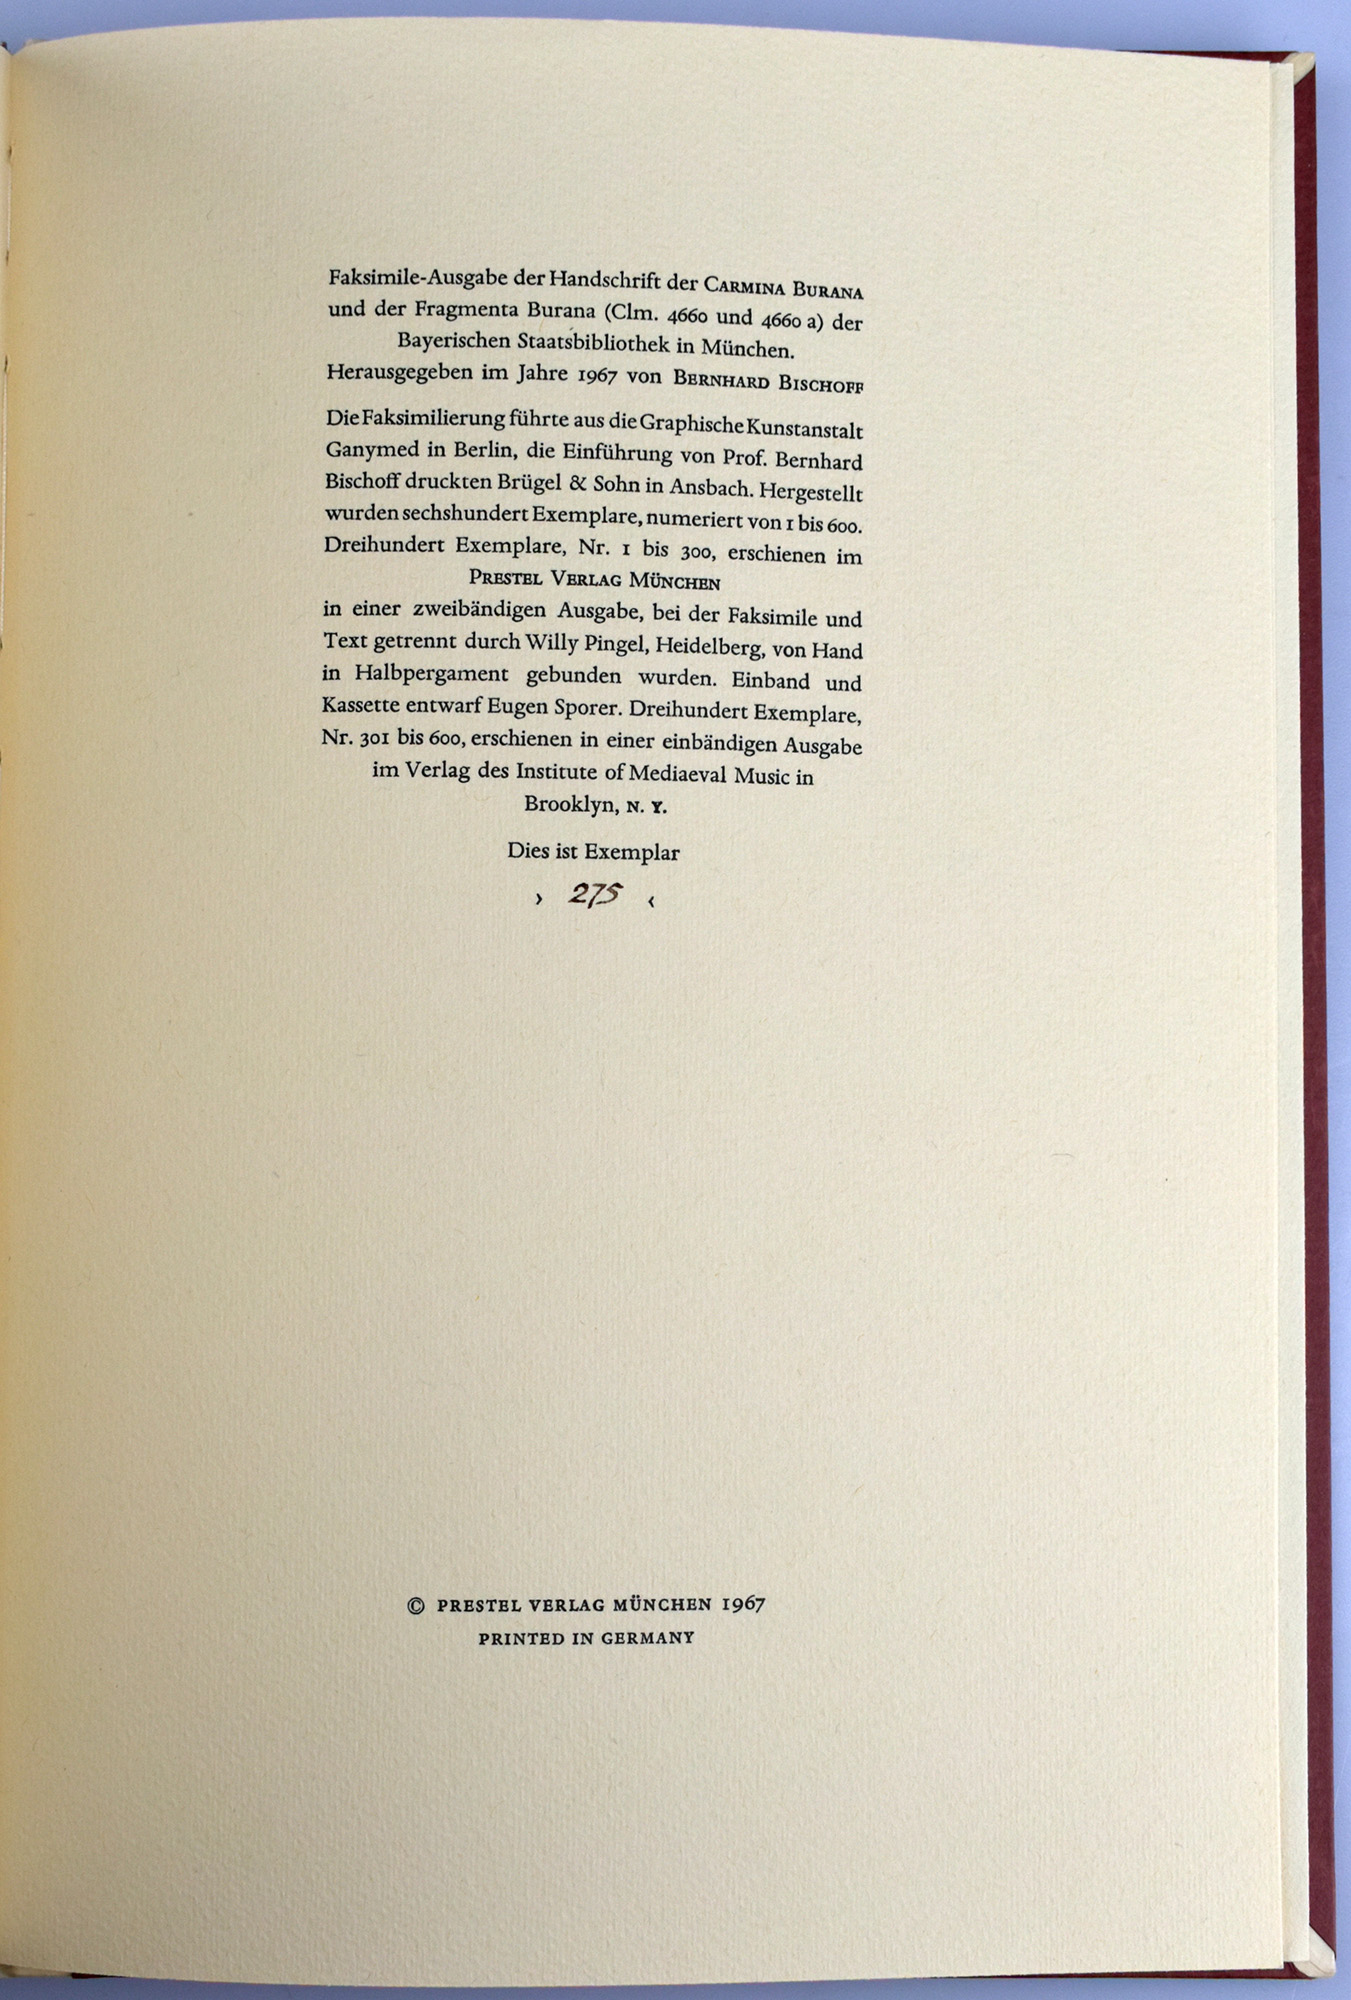 Faksimile-Ausgabe der Handschrift der CARMINA BURANA
und der Fragmenta Burana (Clm. 4660 und 4660 a) der
Bayerischen Staatsbibliothek in München.
Herausgegeben im Jahre 1967 von BERNHARD BISCHOFF
Die Faksimilierung führte aus die Graphische Kunstanstalt
Ganymed in Berlin, die Einführung von Prof. Bernhard
Bischoff druckten Brügel & Sohn in Ansbach. Hergestellt
wurden sechshundert Exemplare, numeriert von 1 bis 600.
Dreihundert Exemplare, Nr. 1 bis 300, erschienen im
PRESTEL VERLAG MÜNCHEN
in einer zweibändigen Ausgabe, bei der Faksimile und
Text getrennt durch Willy Pingel, Heidelberg, von Hand
in Halbpergament gebunden wurden. Einband und
Kassette entwarf Eugen Sporer. Dreihundert Exemplare,
Nr. 301 bis 600, erschienen in einer einbändigen Ausgabe
im Verlag des Institute of Mediaeval Music in
Brooklyn, N. Y.
Dies ist Exemplar
› 275 ‹
© PRESTEL VERLAG MÜNCHEN 1967
PRINTED IN GERMANY